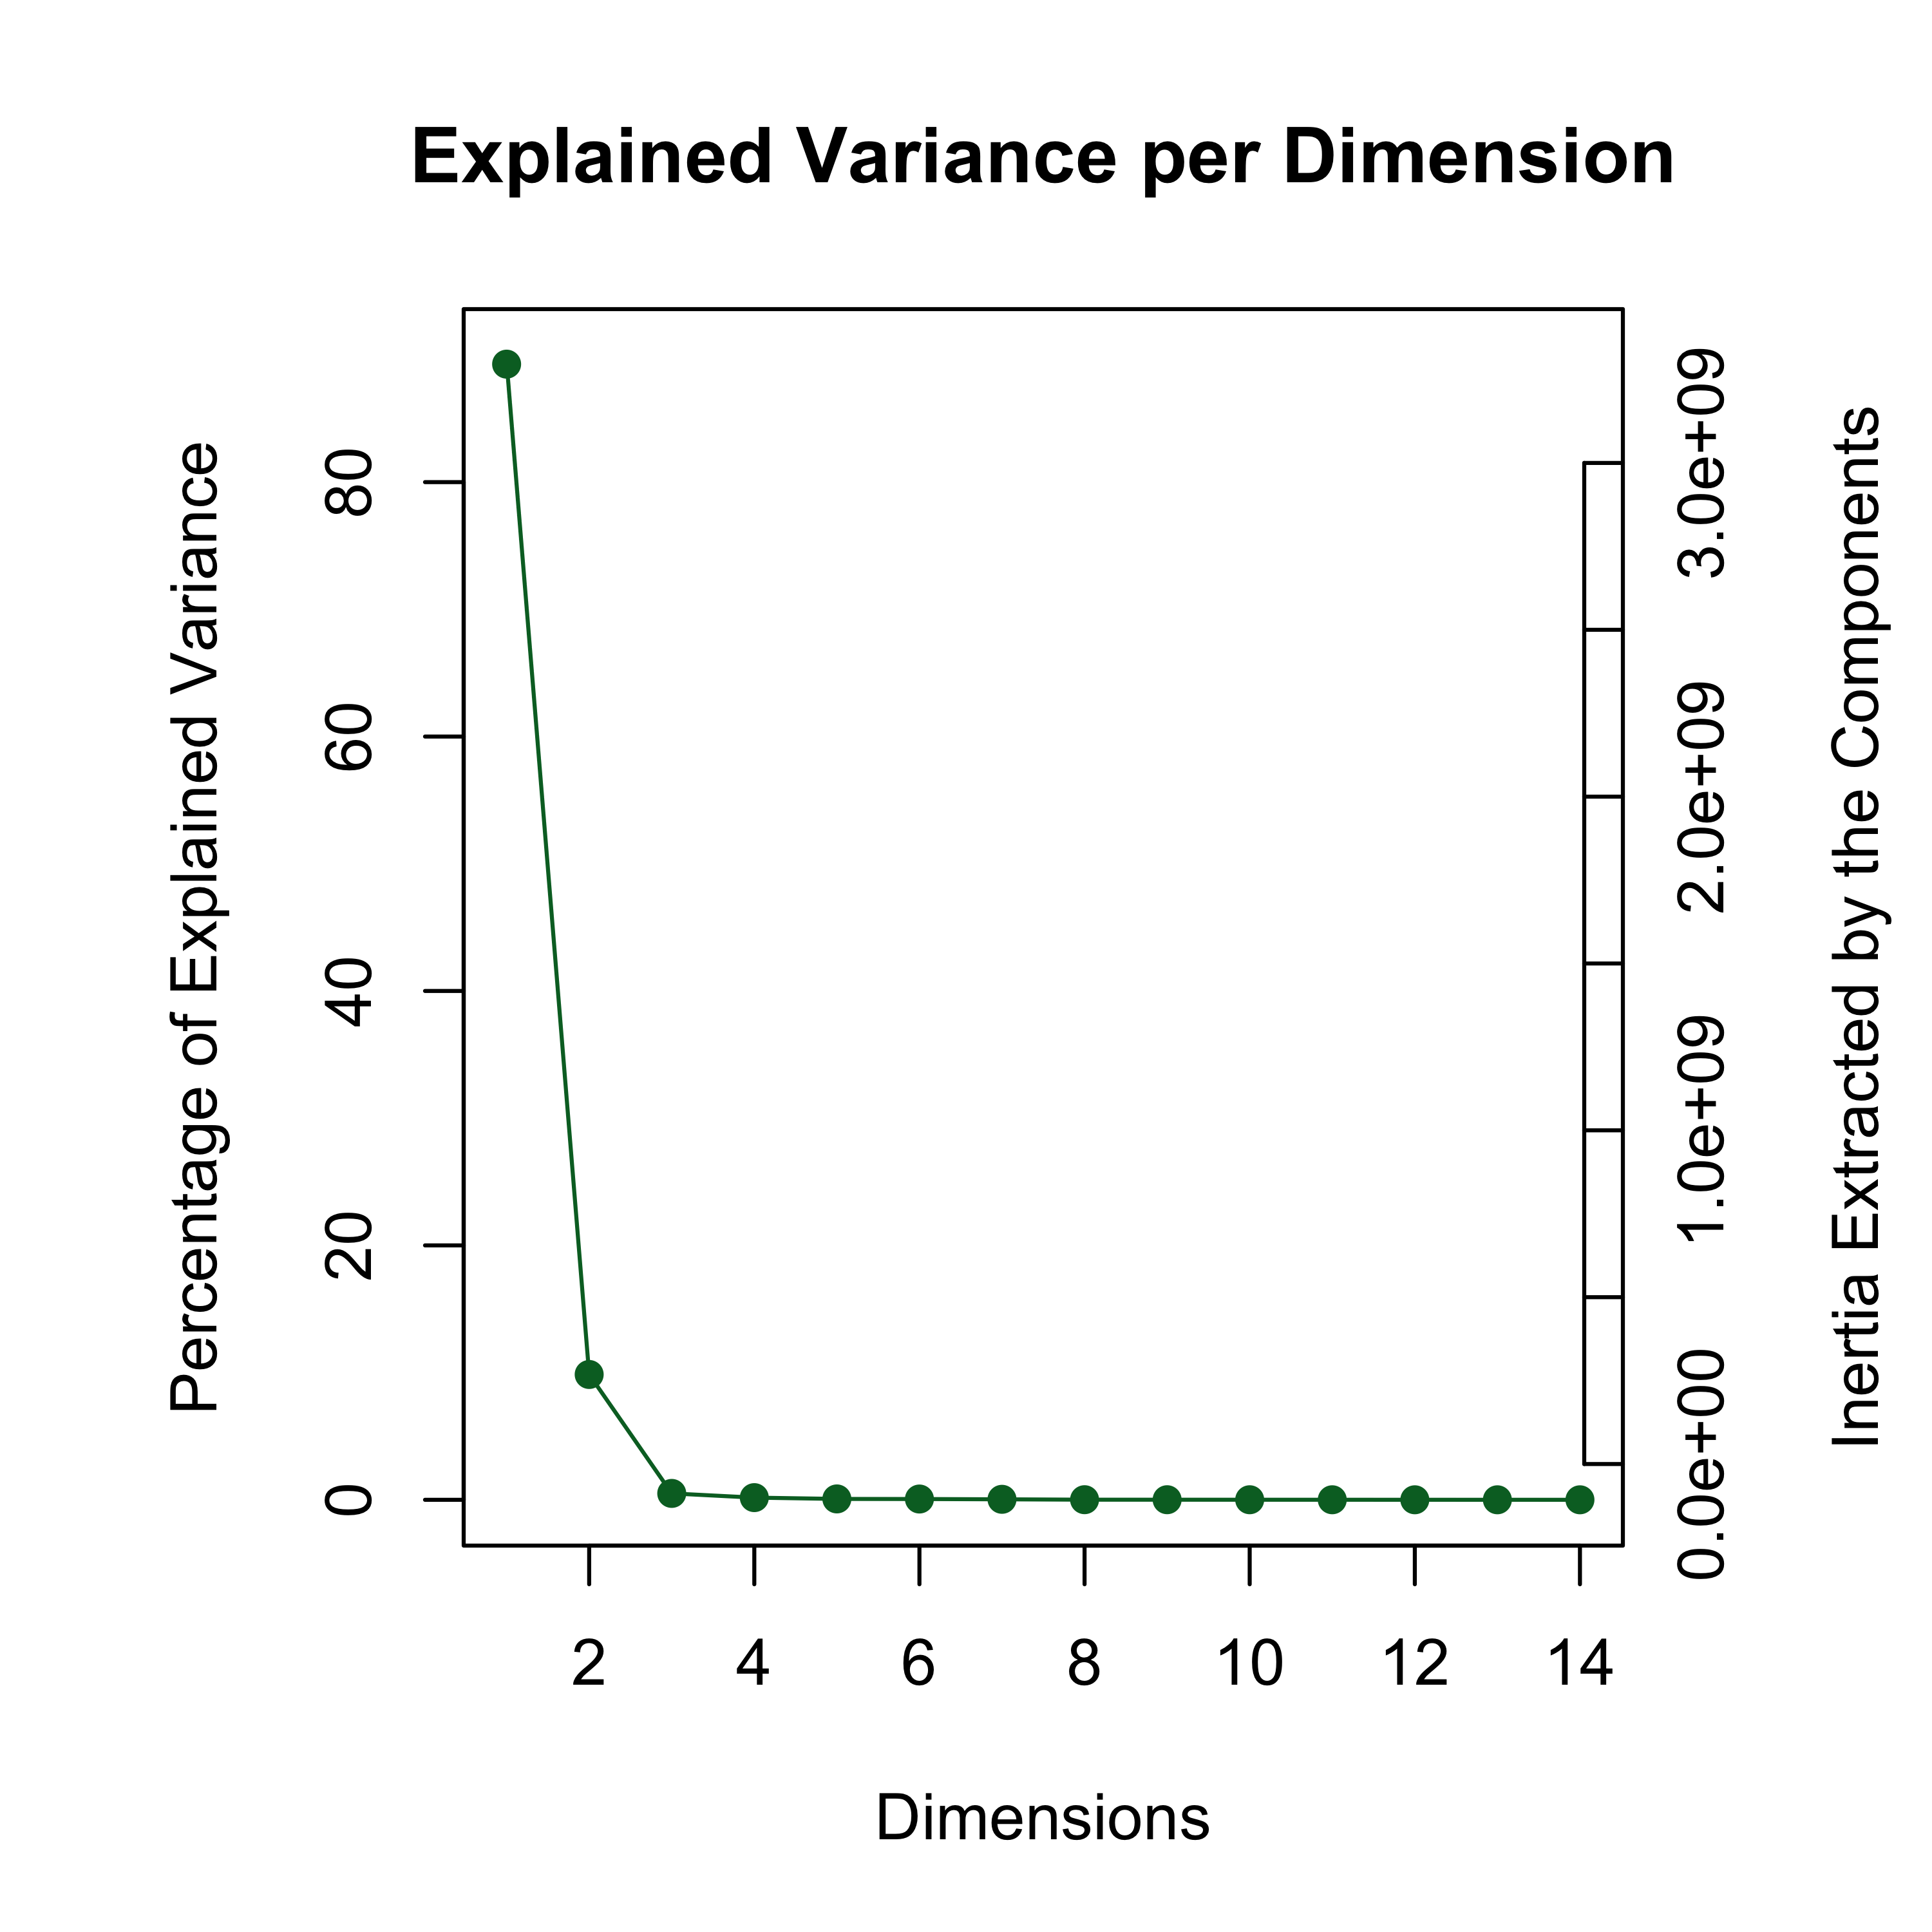 Explained Variance per Dimension
Percentage of Explained Variance
80
60
40
20
0
3.0e+09
2.0e+09
1.0e+09
0.0e+00
Inertia Extracted by the Components
2 4 6 8 10 12 14
Dimensions